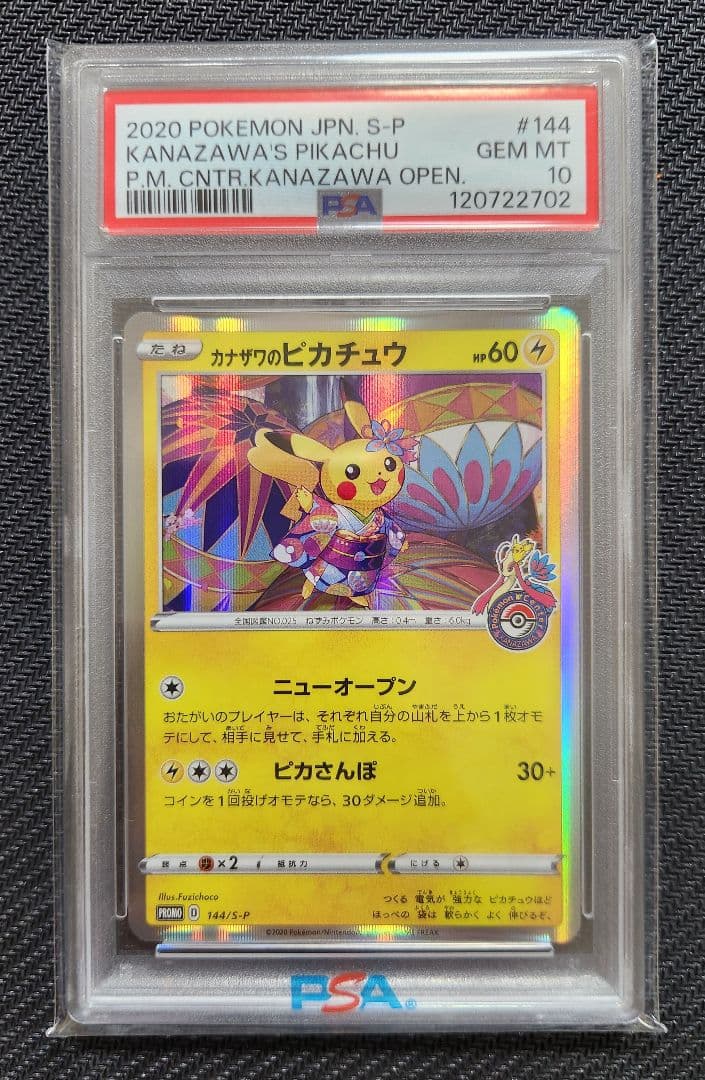 2020 POKEMON JPN. S-P #144
KANAZAWA'S PIKACHU GEM MT
P.M. CNTR.KANAZAWA OPEN. 10
PSA 120722702
たね カナザワのピカチュウ HP60
Pokémon Center
KANAZAWA
全国図鑑NO.025 ねずみポケモン 高さ:0.4m 重さ:6.0kg
ニューオープン
おたがいのプレイヤーは、それぞれ自分の山札を上から1枚オモ
テにして、相手に見せて、手札に加える。
ピカさんぽ 30+
コインを1回投げオモテなら、30ダメージ追加。
弱点 ×2 抵抗力 にげる
Illus.Fuzichoco
つくる 電気が 強力な ピカチュウほど
ほっぺの 袋は 軟らかく よく 伸びるぞ。
PROMO D 144/S-P
©2020 Pokémon/Nintendo FREAK
PSA®